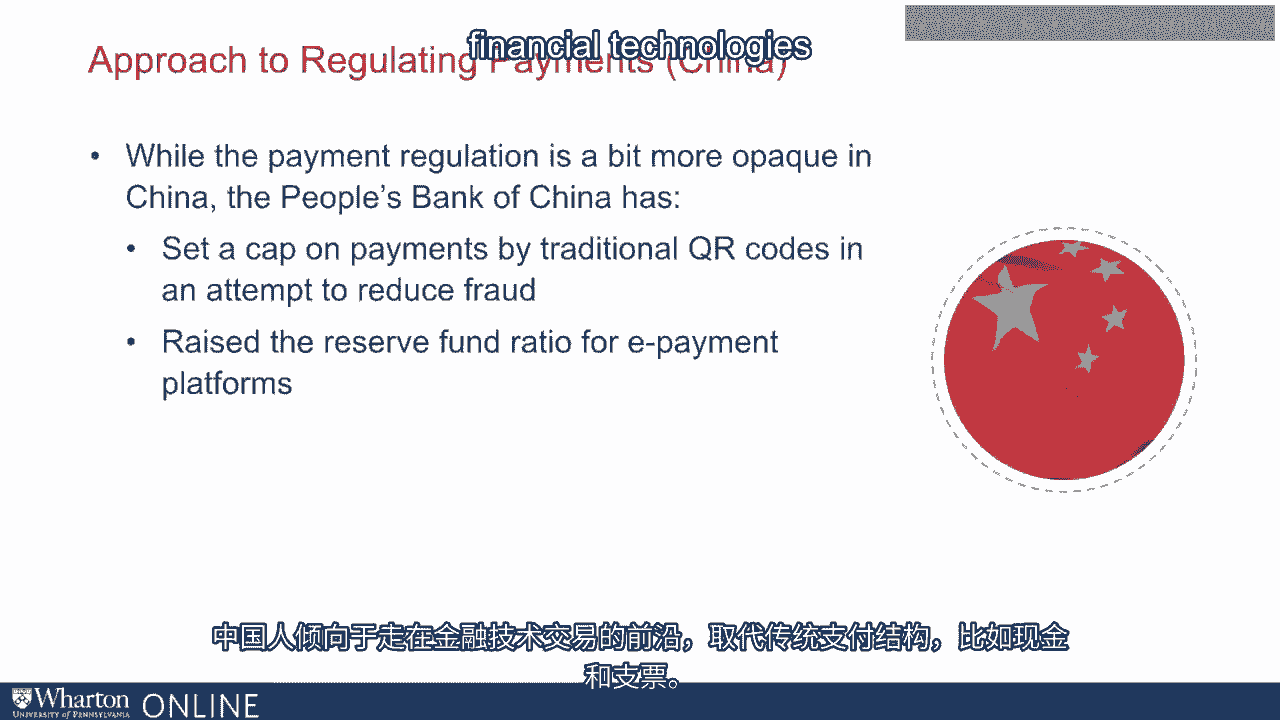 financial technologies
Approach to Regulating Payments (China)
• While the payment regulation is a bit more opaque in
China, the People's Bank of China has:
• Set a cap on payments by traditional QR codes in
an attempt to reduce fraud
• Raised the reserve fund ratio for e-payment
platforms
中国人倾向于走在金融技术交易的前沿，取代传统支付结构，比如现金
和支票。
Wharton ONLINE
UNIVERSITY of PENNSYLVANIA